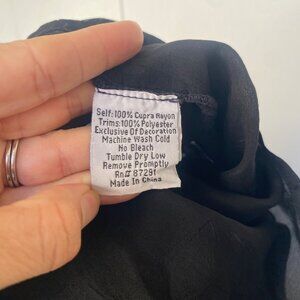 Self: 100% Cupra Rayon
Trims: 100% Polyester
Exclusive Of Decoration
Machine Wash Cold
No Bleach
Tumble Dry Low
Remove Promptly
Rn# 87291
Made In China